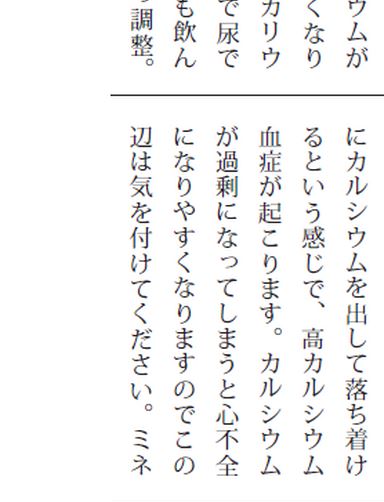 ウムが
くなり
カリウ
で尿で
も飲ん
調整。
にカルシウムを出して落ち着け
るという感じで、高カルシウム
血症が起こります。カルシウム
が過剰になってしまうと心不全
になりやすくなりますのでこの
辺は気を付けてください。ミネ